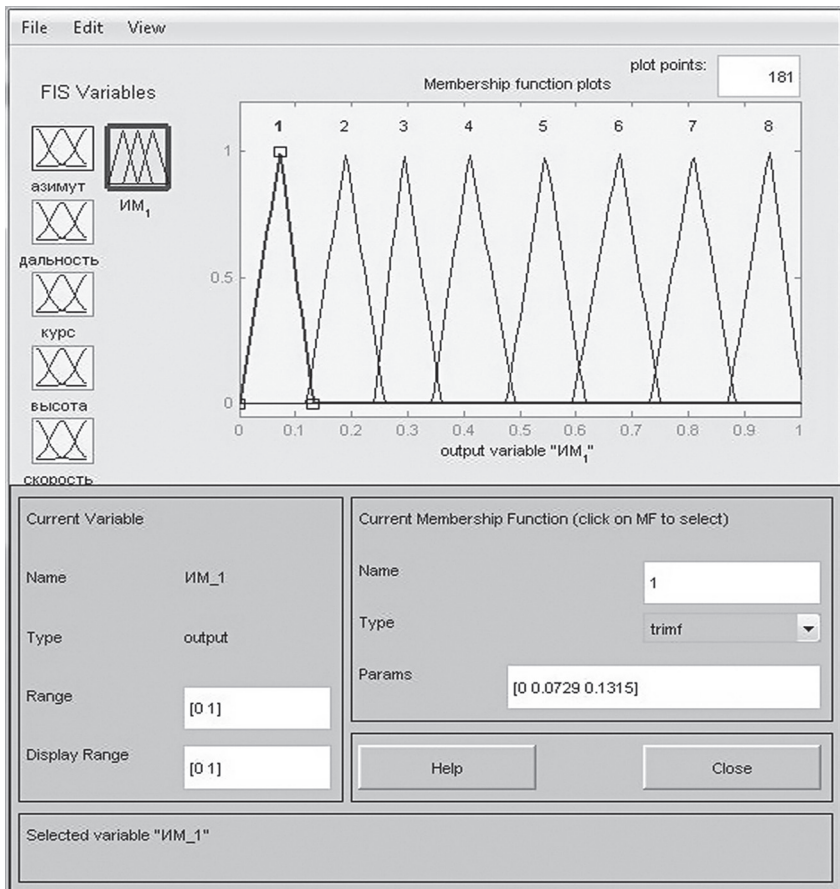 File Edit View
plot points: 181
FIS Variables
Membership function plots
азимут
ИМ1
дальность
курс
высота
скорость
1 2 3 4 5 6 7 8
1
0.5
0
0 0.1 0.2 0.3 0.4 0.5 0.6 0.7 0.8 0.9 1
output variable "ИМ1"
Current Variable
Name ИМ_1
Type output
Range [0 1]
Display Range [0 1]
Current Membership Function (click on MF to select)
Name 1
Type trimf
Params [0 0.0729 0.1315]
Help Close
Selected variable "ИМ_1"